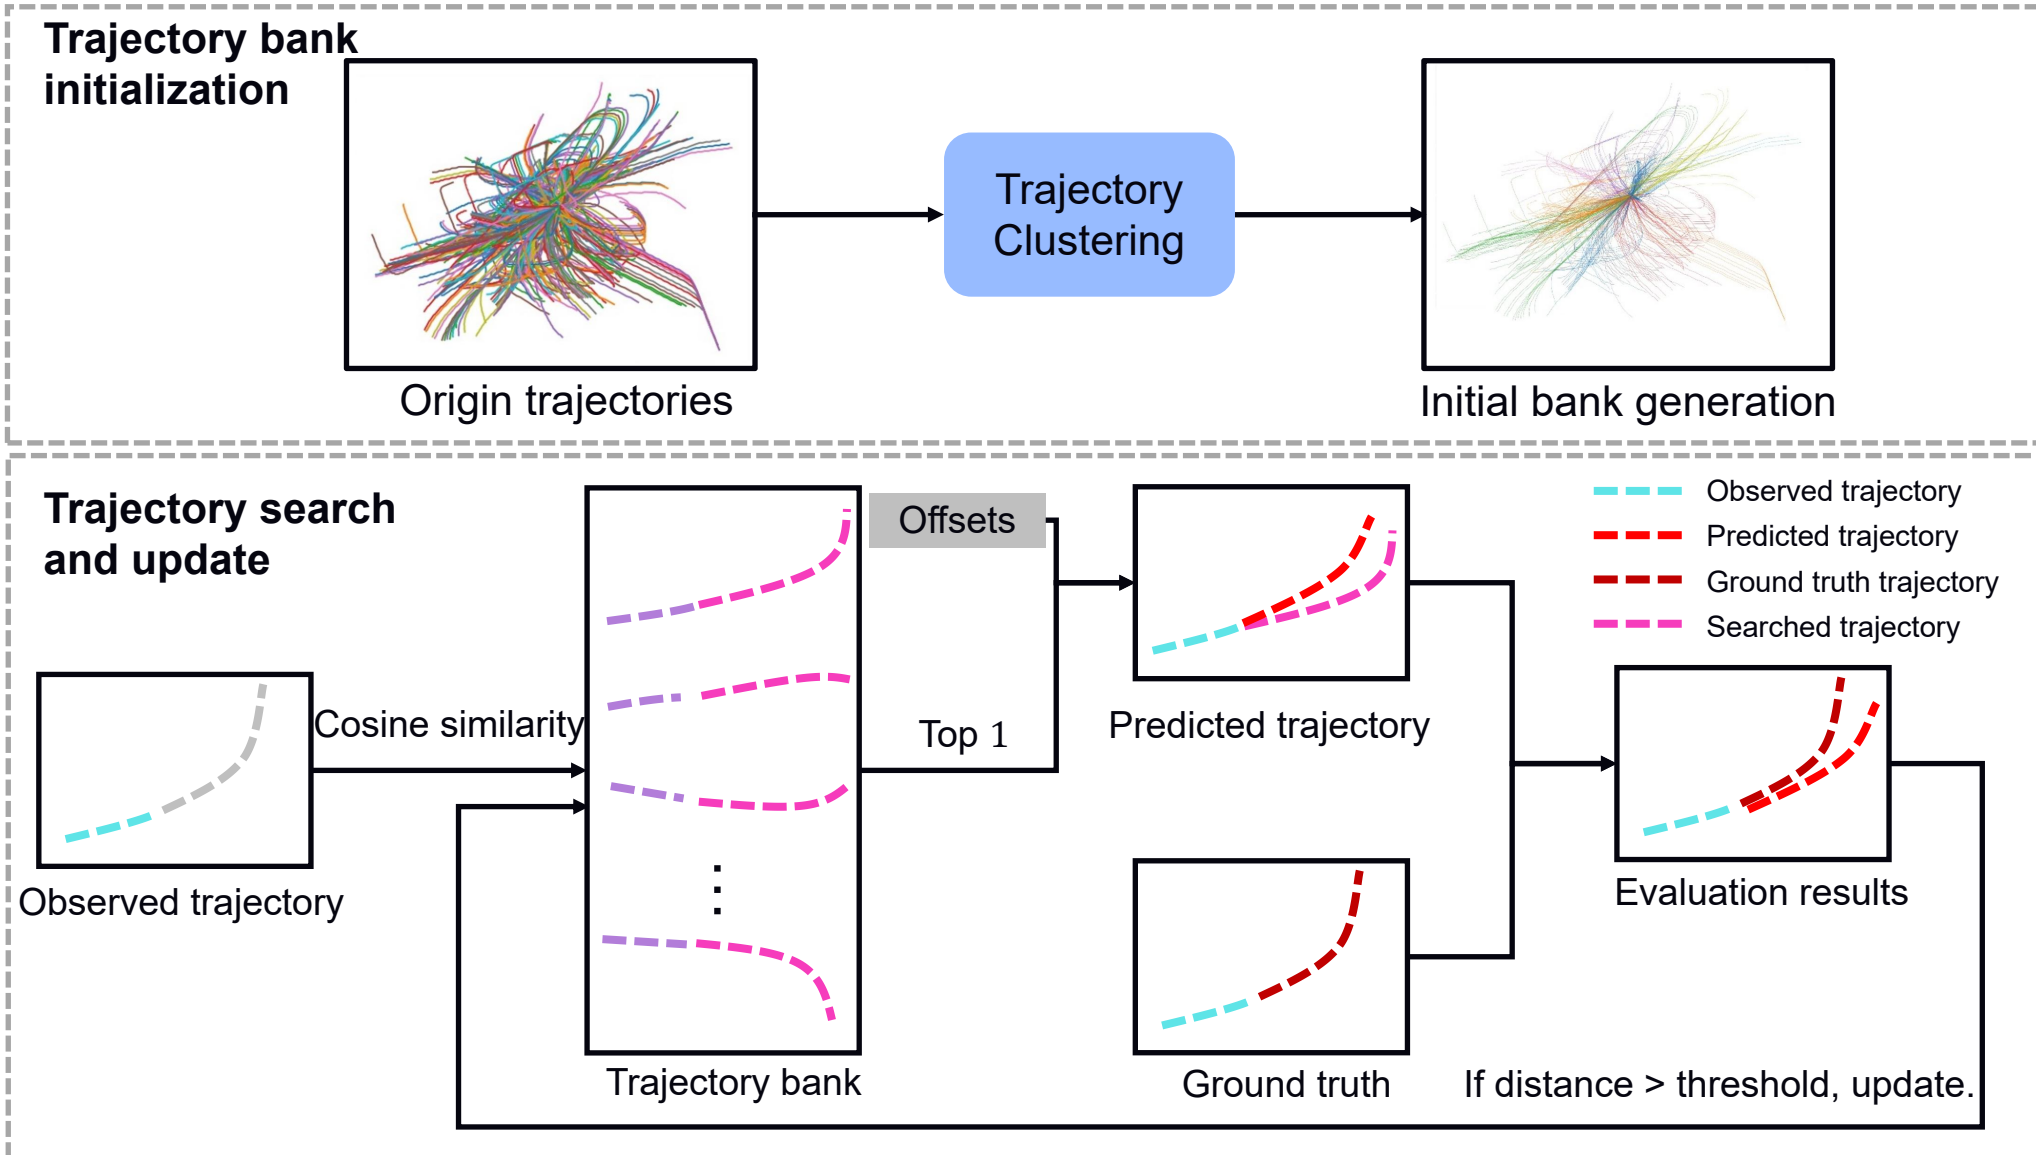 Trajectory bank
initialization
Trajectory
Clustering
Origin trajectories
Initial bank generation
Trajectory search
and update
Offsets
Observed trajectory
Predicted trajectory
Ground truth trajectory
Searched trajectory
Cosine similarity
Top 1
Predicted trajectory
Observed trajectory
Evaluation results
Trajectory bank
Ground truth
If distance > threshold, update.